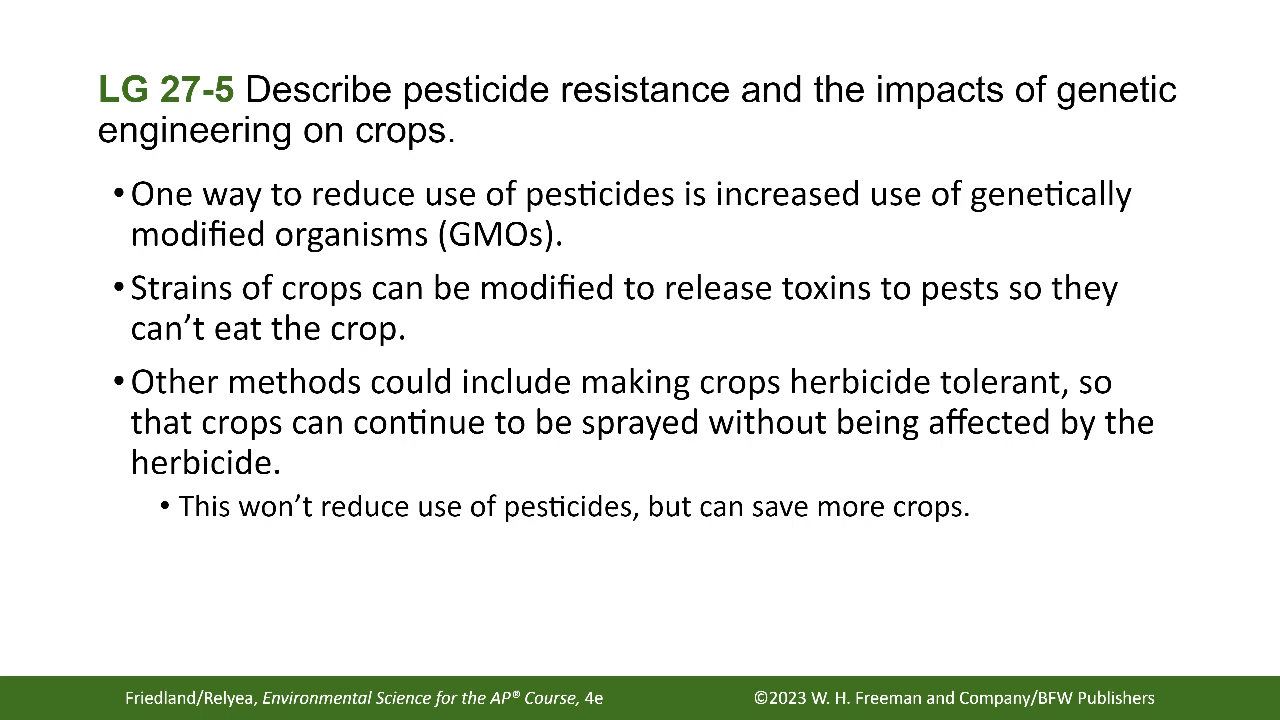 LG 27-5 Describe pesticide resistance and the impacts of genetic
engineering on crops.
• One way to reduce use of pesticides is increased use of genetically
modified organisms (GMOs).
• Strains of crops can be modified to release toxins to pests so they
can’t eat the crop.
• Other methods could include making crops herbicide tolerant, so
that crops can continue to be sprayed without being affected by the
herbicide.
• This won’t reduce use of pesticides, but can save more crops.
Friedland/Relyea, Environmental Science for the AP® Course, 4e
©2023 W. H. Freeman and Company/BFW Publishers